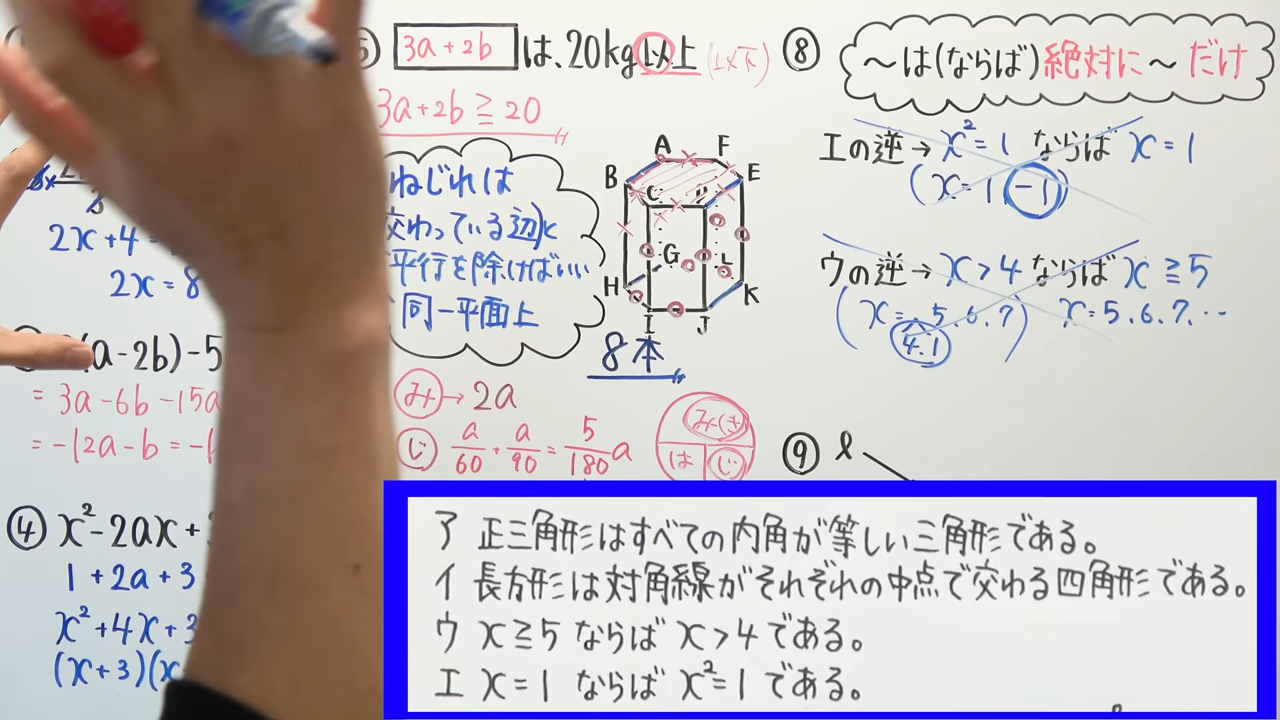 2x+4=
2x=8
(a-2b)-5
=3a-6b-15a
=-12a-b=-
④ x²-2ax+3
1+2a+3
x²+4x+3
(x+3)(x
3a+2b は、20kg以上(以下)
3a+2b≧20
ねじれは
交わっている辺と
平行を除けばいい
同一平面上
A F
B E
C D
G L
H K
I J
8本
み→2a
じ a/60+a/90=5/180a
みちき
は じ
⑧ 〜は(ならば)絶対に〜だけ
エの逆→x²=1 ならば x=1
(x=1 -1)
ウの逆→x>4 ならば x≧5
(x= 5.6.7) x=5.6.7.‥
4.1
⑨ ℓ
ア 正三角形はすべての内角が等しい三角形である。
イ 長方形は対角線がそれぞれの中点で交わる四角形である。
ウ x≧5 ならば x>4 である。
エ x=1 ならば x²=1 である。